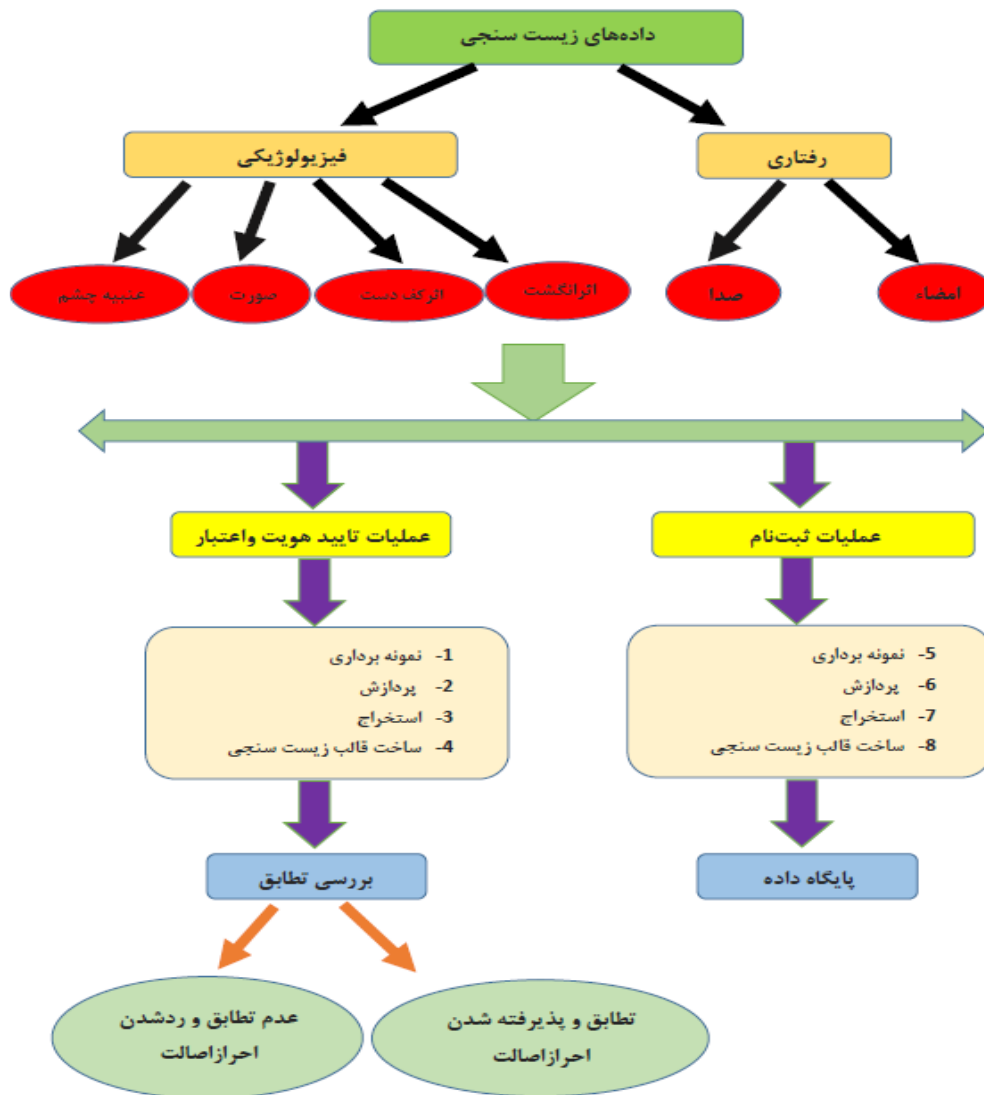 داده‌های زیست سنجی
رفتاری
فیزیولوژیکی
امضاء
صدا
اثرانگشت
اثرکف دست
صورت
عنبیه چشم
عملیات ثبت‌نام
عملیات تایید هویت واعتبار
5- نمونه برداری
6- پردازش
7- استخراج
8- ساخت قالب زیست سنجی
1- نمونه برداری
2- پردازش
3- استخراج
4- ساخت قالب زیست سنجی
پایگاه داده
بررسی تطابق
تطابق و پذیرفته شدن
احرازاصالت
عدم تطابق و ردشدن
احرازاصالت